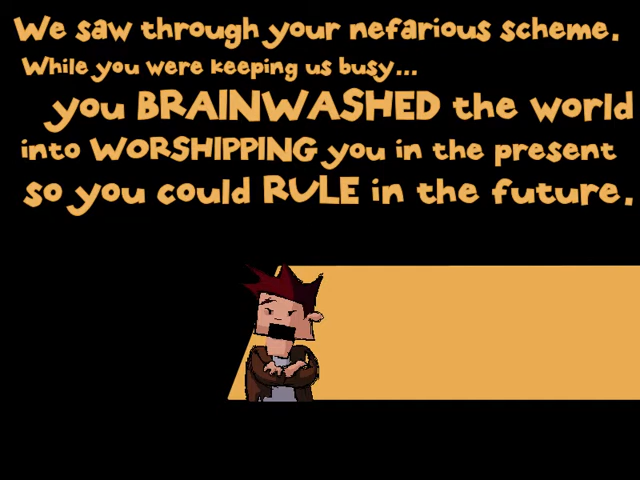 We saw through your nefarious scheme.
While you were keeping us busy...
you BRAINWASHED the world
into WORSHIPPING you in the present
so you could RULE in the future.